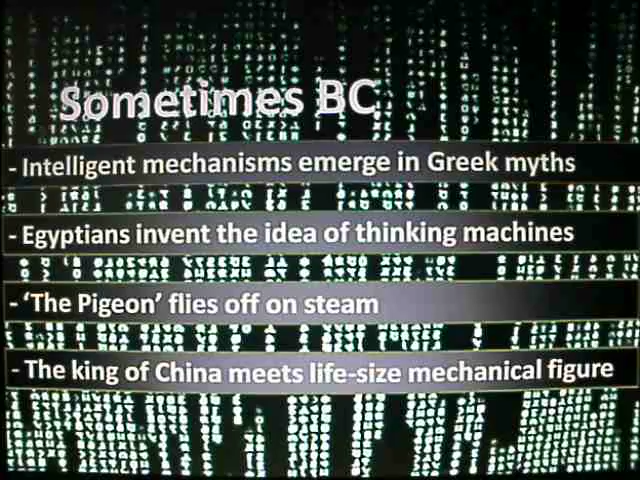 Sometimes BC
- Intelligent mechanisms emerge in Greek myths
- Egyptians invent the idea of thinking machines
- ‘The Pigeon’ flies off on steam
- The king of China meets life-size mechanical figure